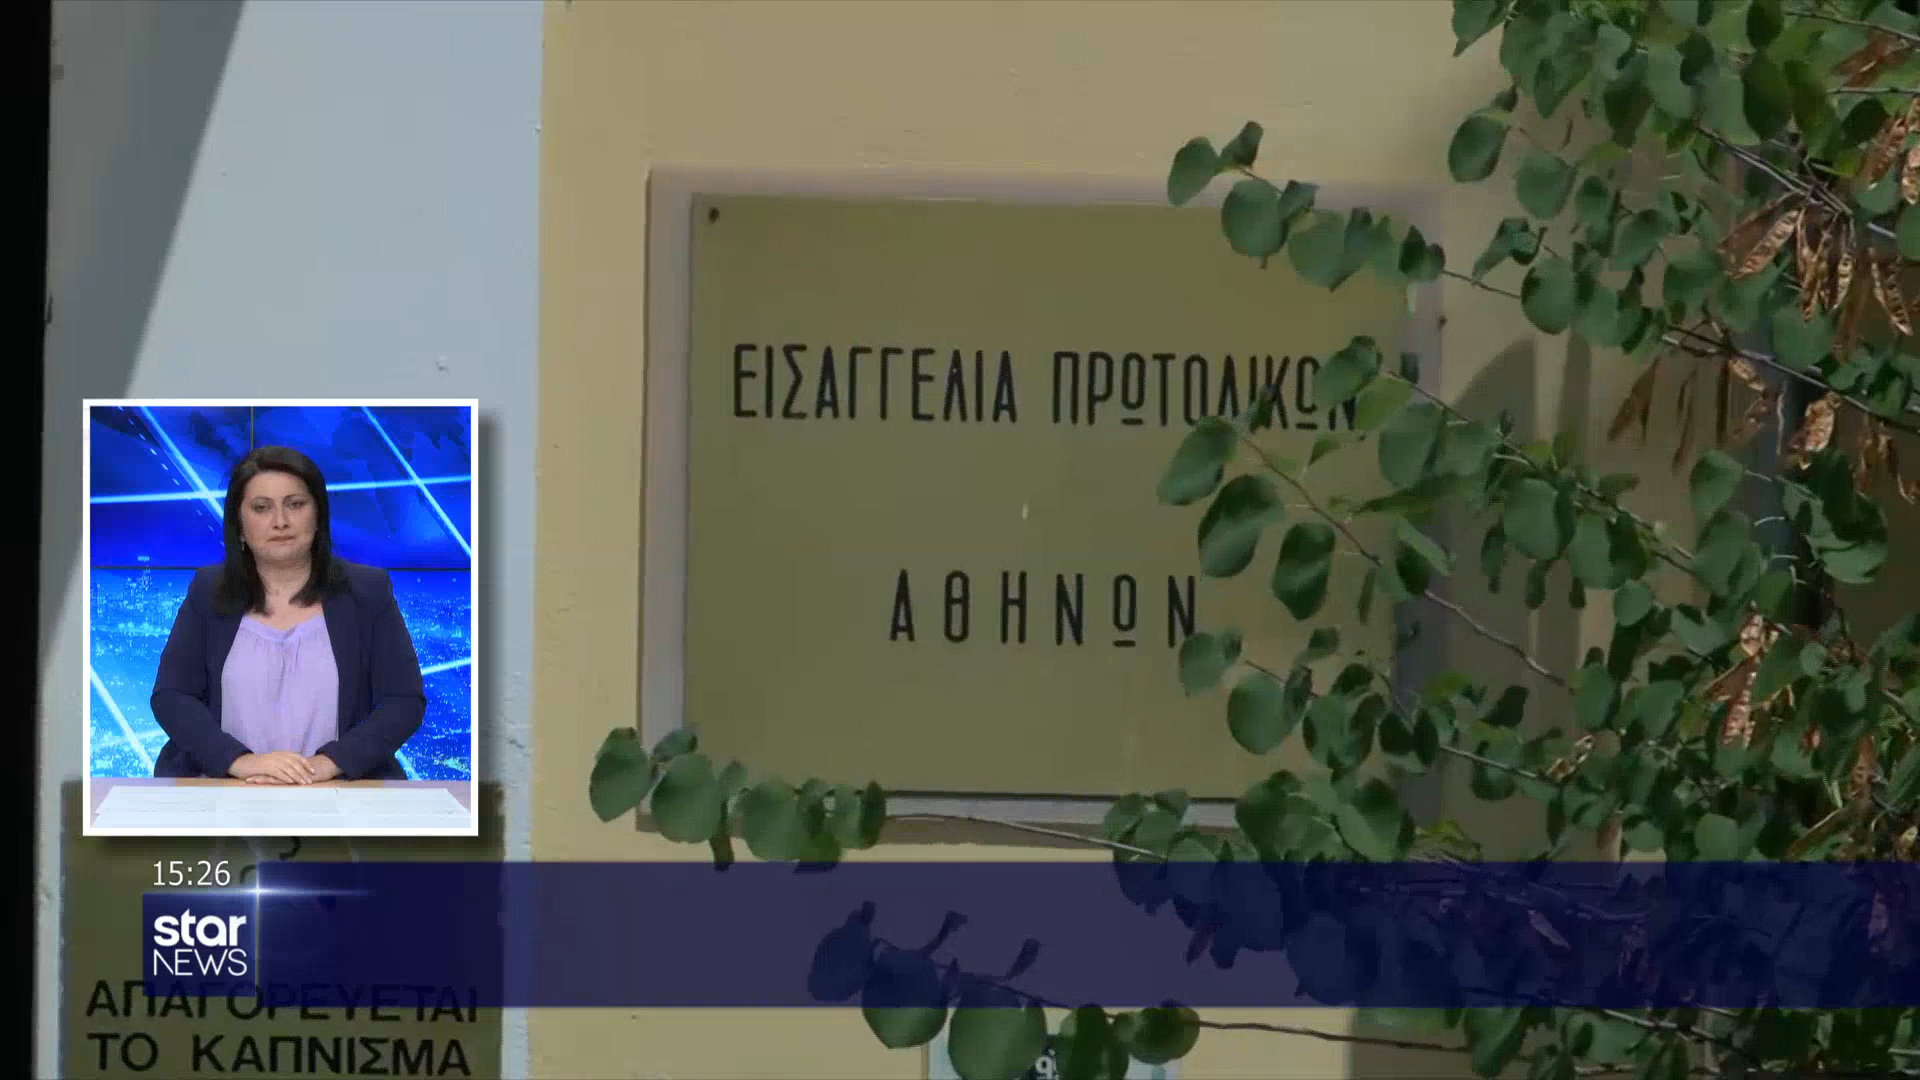 ΕΙΣΑΓΓΕΛΙΑ ΠΡΩΤΟΔΙΚΩΝ
ΑΘΗΝΩΝ
15:26
star
NEWS
ΑΠΑΓΟΡΕΥΕΤΑΙ
ΤΟ ΚΑΠΝΙΣΜΑ